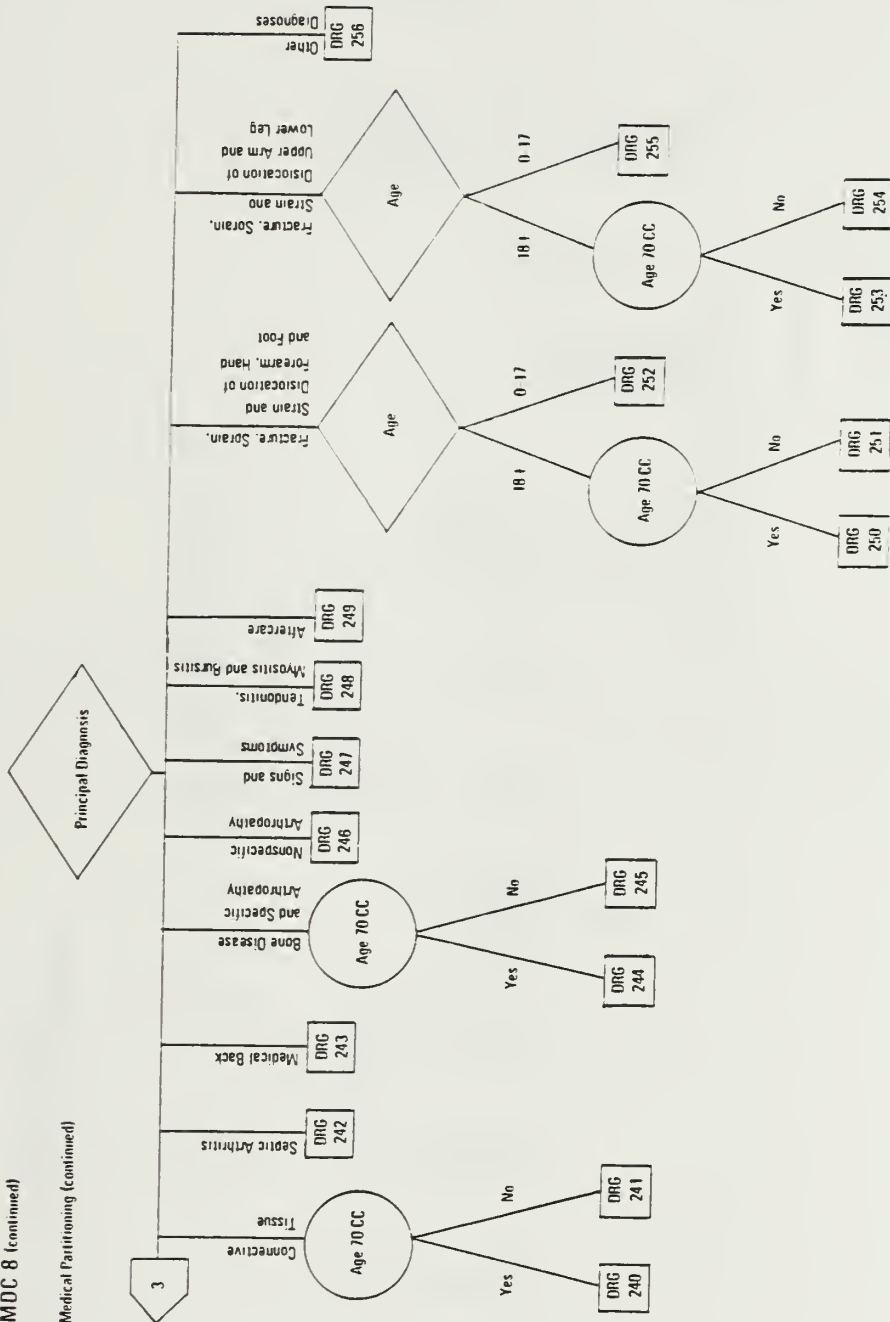 MDC 8 (continued)
Medical Partitioning (continued)
Principal Diagnosis
3
Connective
Tissue
Age 70 CC
Yes
No
DRG
240
DRG
241
Septic Arthritis
DRG
242
Medical Back
DRG
243
Bone Disease
and Specific
Arthropathy
Age 70 CC
Yes
No
DRG
244
DRG
245
Nonspecific
Arthropathy
DRG
246
Signs and
Symptoms
DRG
247
Tendonitis,
Myositis and Bursitis
DRG
248
Aftercare
DRG
249
Fracture, Sprain,
Strain and
Dislocation of
Forearm, Hand
and Foot
Age
18+
0-17
Age 70 CC
DRG
252
Yes
No
DRG
250
DRG
251
Fracture, Sprain,
Strain and
Dislocation of
Upper Arm and
Lower Leg
Age
18+
0-17
Age 70 CC
DRG
255
Yes
No
DRG
253
DRG
254
Other
Diagnoses
DRG
256